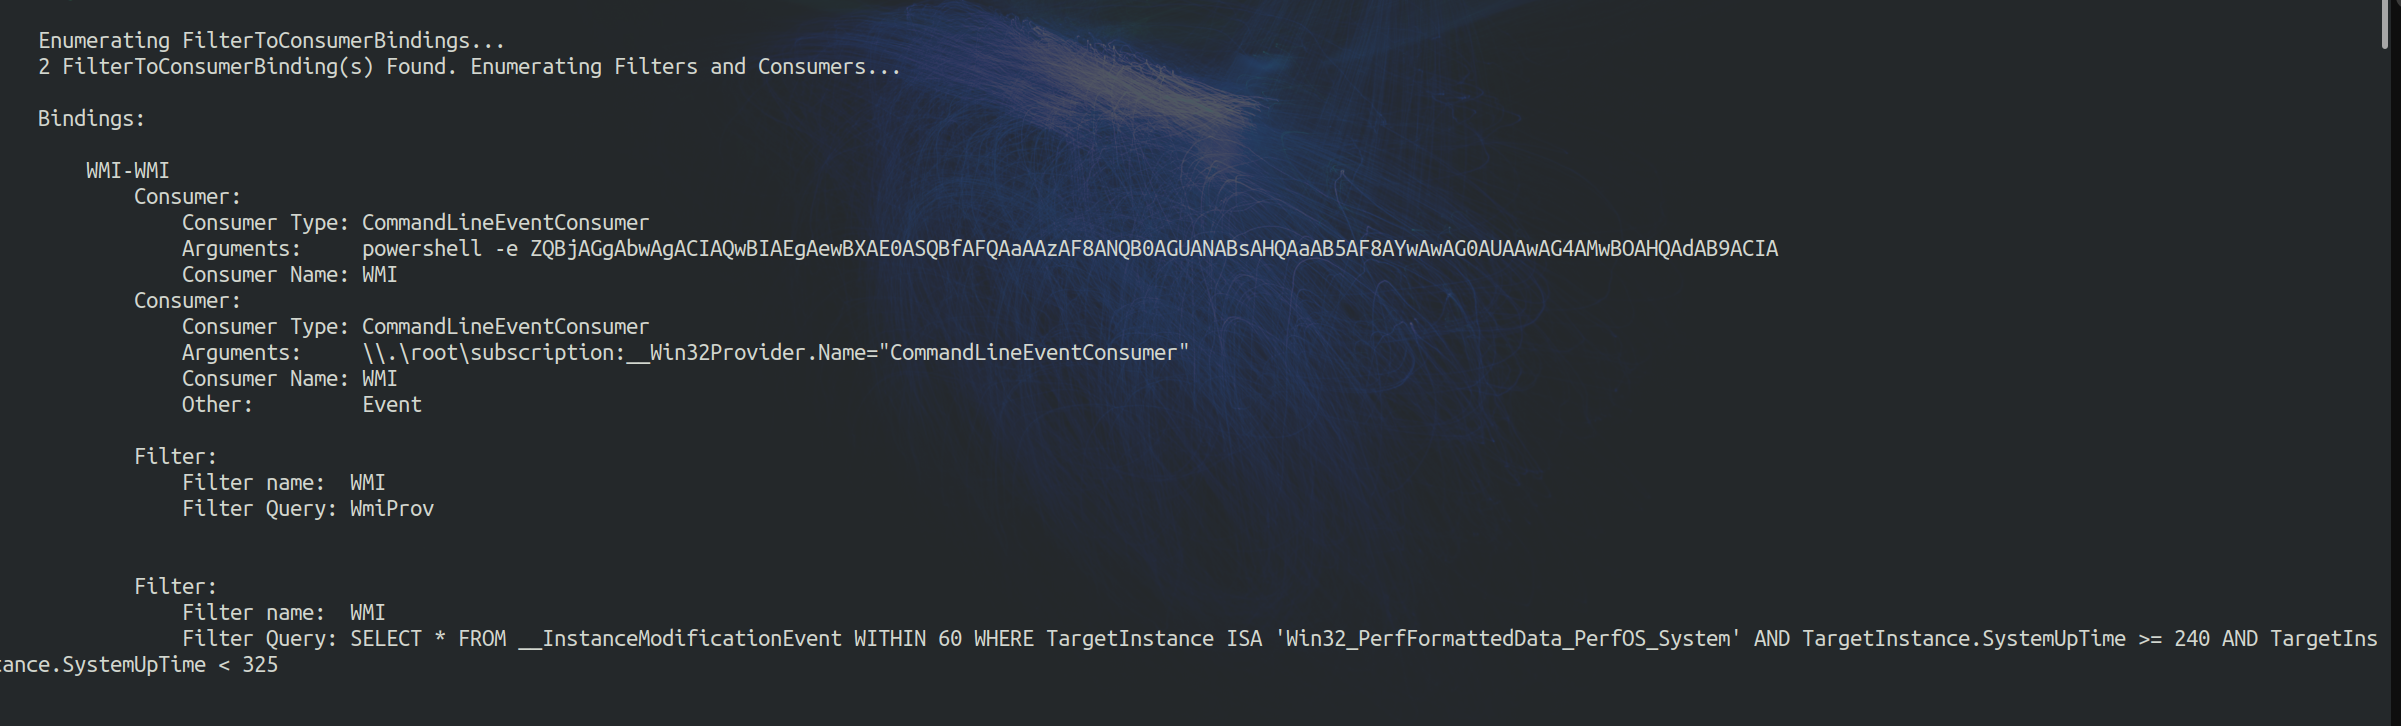 Enumerating FilterToConsumerBindings...
2 FilterToConsumerBinding(s) Found. Enumerating Filters and Consumers...
Bindings:
WMI-WMI
Consumer:
Consumer Type: CommandLineEventConsumer
Arguments:     powershell -e ZQBjAGgAbwAgACIAQwBIAEgAewBXAE0ASQBfAFQAaAAzAF8ANQB0AGUANABsAHQAaAB5AF8AYwAwAG0AUAAwAG4AMwBOAHQAdAB9ACIA
Consumer Name: WMI
Consumer:
Consumer Type: CommandLineEventConsumer
Arguments:     \\.\root\subscription:__Win32Provider.Name="CommandLineEventConsumer"
Consumer Name: WMI
Other:         Event
Filter:
Filter name:  WMI
Filter Query: WmiProv
Filter:
Filter name:  WMI
Filter Query: SELECT * FROM __InstanceModificationEvent WITHIN 60 WHERE TargetInstance ISA 'Win32_PerfFormattedData_PerfOS_System' AND TargetInstance.SystemUpTime >= 240 AND TargetIns
tance.SystemUpTime < 325